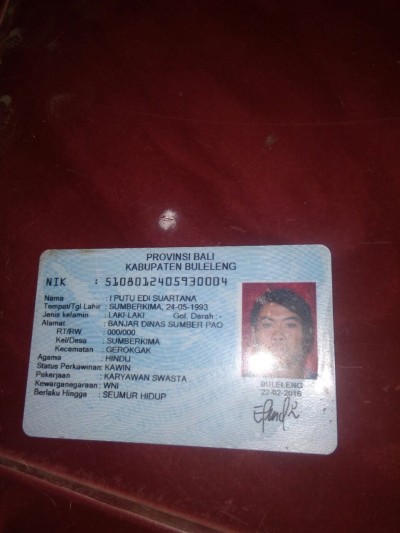 PROVINSI BALI
KABUPATEN BULELENG
NIK : 5108012405930004
Nama : I PUTU EDI SUARTANA
Tempat/Tgl Lahir : SUMBERKIMA, 24-05-1993
Jenis kelamin : LAKI-LAKI Gol. Darah : -
Alamat : BANJAR DINAS SUMBER PAO
RT/RW : 000/000
Kel/Desa : SUMBERKIMA
Kecamatan : GEROKGAK
Agama : HINDU
Status Perkawinan: KAWIN
Pekerjaan : KARYAWAN SWASTA
Kewarganegaraan: WNI
Berlaku Hingga : SEUMUR HIDUP
BULELENG
22-02-2016